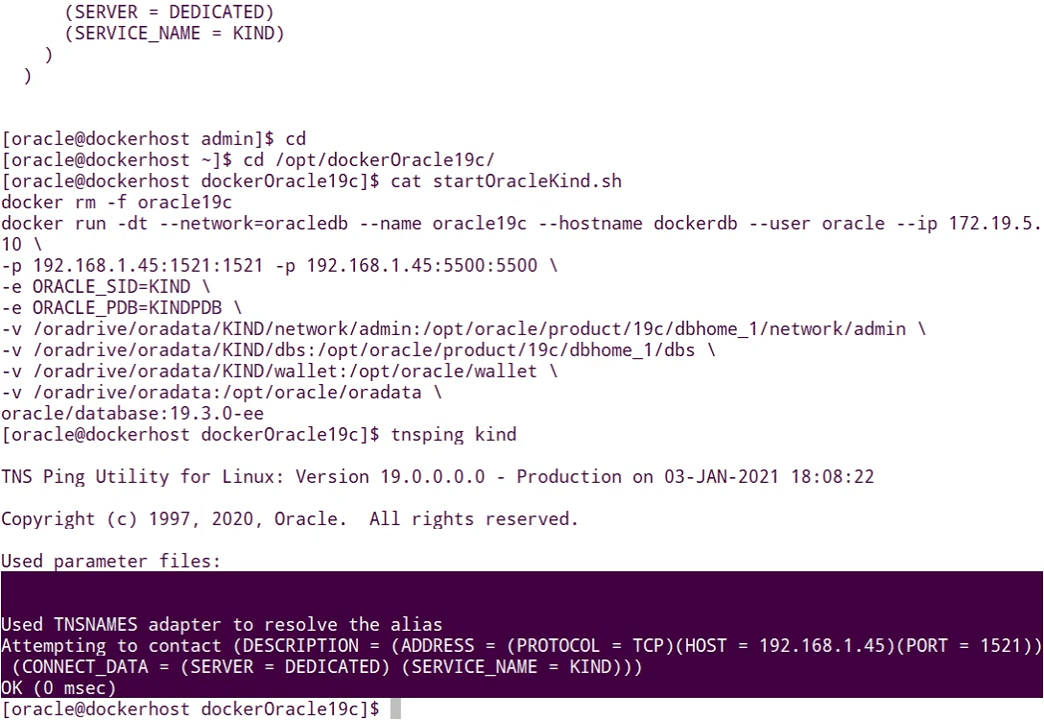 (SERVER = DEDICATED)
(SERVICE_NAME = KIND)
)
)
[oracle@dockerhost admin]$ cd
[oracle@dockerhost ~]$ cd /opt/dockerOracle19c/
[oracle@dockerhost dockerOracle19c]$ cat startOracleKind.sh
docker rm -f oracle19c
docker run -dt --network=oracledb --name oracle19c --hostname dockerdb --user oracle --ip 172.19.5.
10 \
-p 192.168.1.45:1521:1521 -p 192.168.1.45:5500:5500 \
-e ORACLE_SID=KIND \
-e ORACLE_PDB=KINDPDB \
-v /oradrive/oradata/KIND/network/admin:/opt/oracle/product/19c/dbhome_1/network/admin \
-v /oradrive/oradata/KIND/dbs:/opt/oracle/product/19c/dbhome_1/dbs \
-v /oradrive/oradata/KIND/wallet:/opt/oracle/wallet \
-v /oradrive/oradata:/opt/oracle/oradata \
oracle/database:19.3.0-ee
[oracle@dockerhost dockerOracle19c]$ tnsping kind
TNS Ping Utility for Linux: Version 19.0.0.0.0 - Production on 03-JAN-2021 18:08:22
Copyright (c) 1997, 2020, Oracle.  All rights reserved.
Used parameter files:
Used TNSNAMES adapter to resolve the alias
Attempting to contact (DESCRIPTION = (ADDRESS = (PROTOCOL = TCP)(HOST = 192.168.1.45)(PORT = 1521))
(CONNECT_DATA = (SERVER = DEDICATED) (SERVICE_NAME = KIND)))
OK (0 msec)
[oracle@dockerhost dockerOracle19c]$